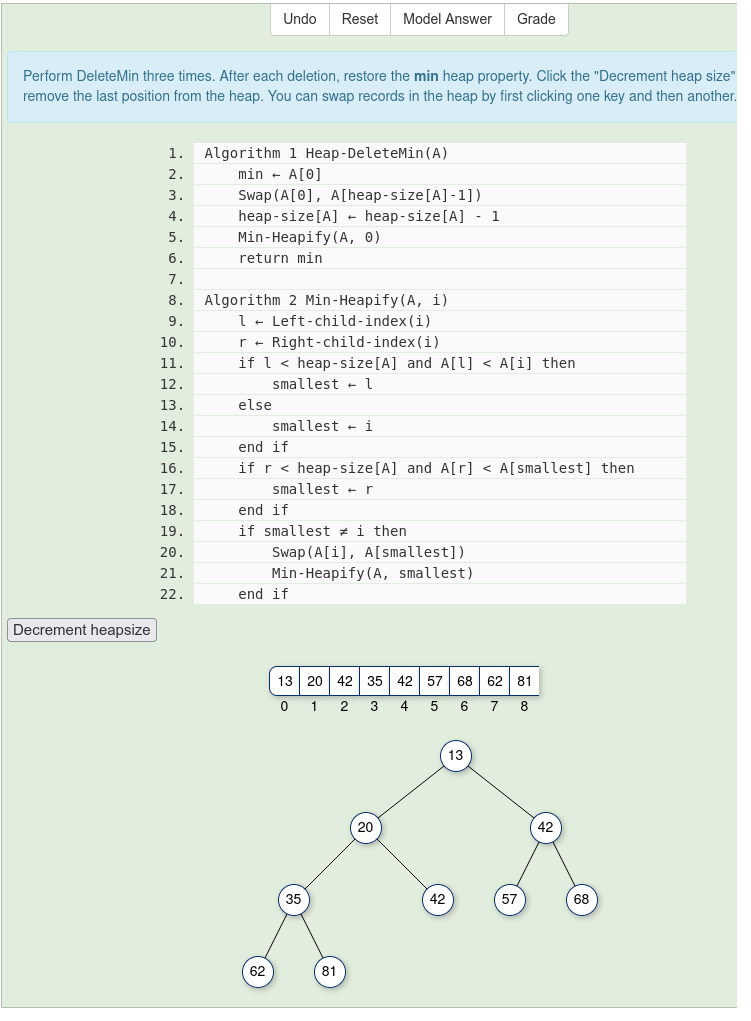 Undo Reset Model Answer Grade
Perform DeleteMin three times. After each deletion, restore the min heap property. Click the "Decrement heap size"
remove the last position from the heap. You can swap records in the heap by first clicking one key and then another.
1. Algorithm 1 Heap-DeleteMin(A)
2. min ← A[0]
3. Swap(A[0], A[heap-size[A]-1])
4. heap-size[A] ← heap-size[A] - 1
5. Min-Heapify(A, 0)
6. return min
7.
8. Algorithm 2 Min-Heapify(A, i)
9. l ← Left-child-index(i)
10. r ← Right-child-index(i)
11. if l < heap-size[A] and A[l] < A[i] then
12. smallest ← l
13. else
14. smallest ← i
15. end if
16. if r < heap-size[A] and A[r] < A[smallest] then
17. smallest ← r
18. end if
19. if smallest ≠ i then
20. Swap(A[i], A[smallest])
21. Min-Heapify(A, smallest)
22. end if
Decrement heapsize
13 20 42 35 42 57 68 62 81
0 1 2 3 4 5 6 7 8
13
20 42
35 42 57 68
62 81